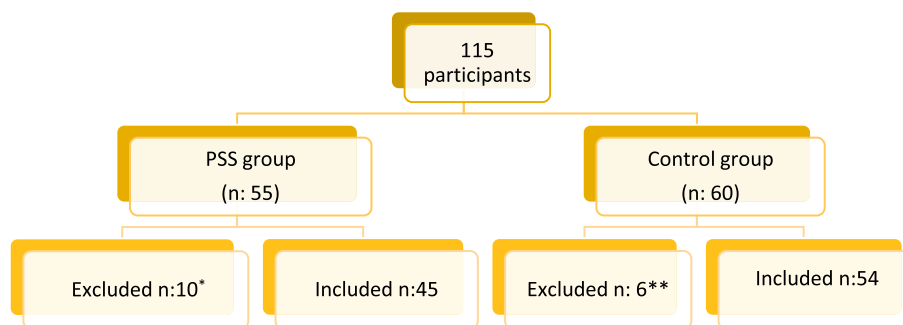 115
participants
PSS group
(n: 55)
Control group
(n: 60)
Excluded n:10*
Included n:45
Excluded n: 6**
Included n:54